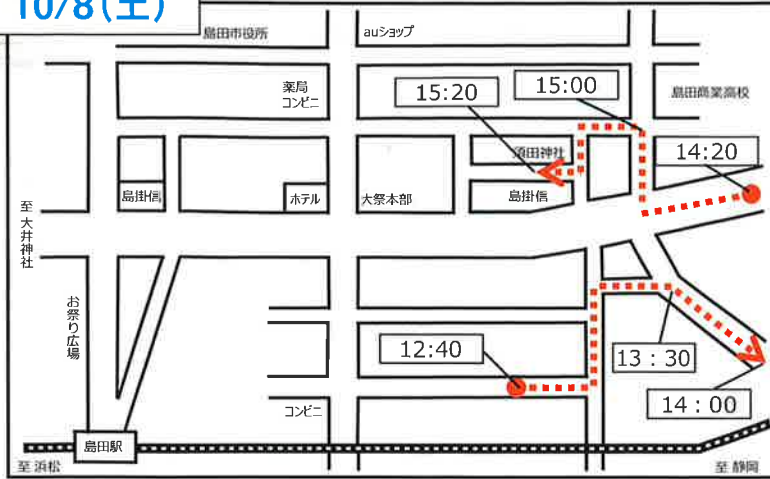 10/8(土)
島田市役所
auショップ
薬局
コンビニ
15:20
15:00
島田商業高校
須田神社
14:20
島掛信
ホテル
大祭本部
島掛信
至 大井神社
お祭り広場
12:40
13:30
14:00
コンビニ
島田駅
至 浜松
至 静岡